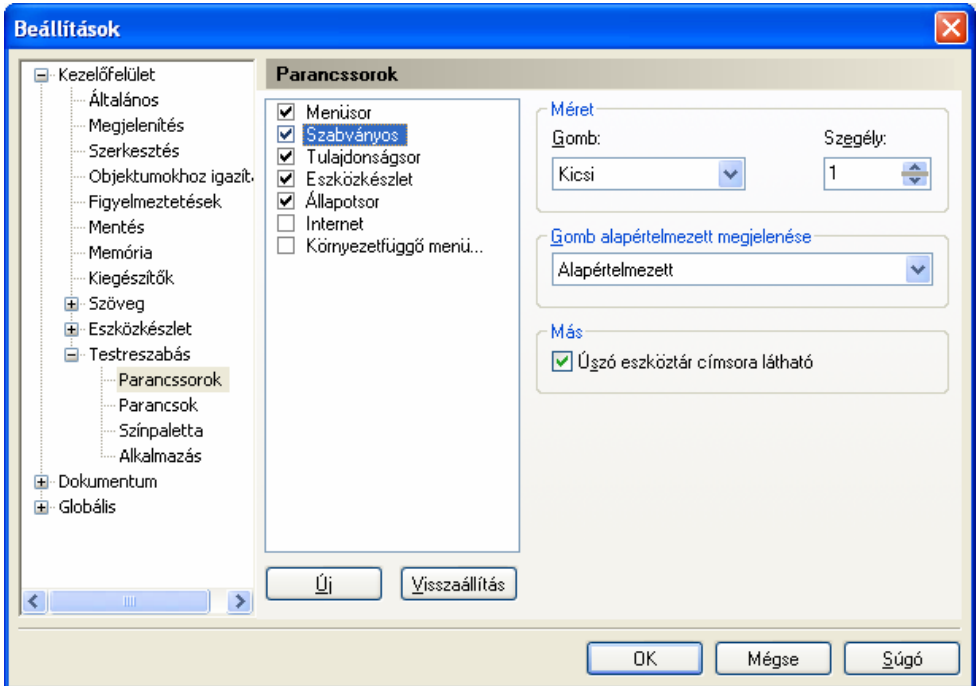 Beállítások
Kezelőfelület
Általános
Megjelenítés
Szerkesztés
Objektumokhoz igazít
Figyelmeztetések
Mentés
Memória
Kiegészítők
Szöveg
Eszközkészlet
Testreszabás
Parancssorok
Parancsok
Színpaletta
Alkalmazás
Dokumentum
Globális
Parancssorok
Menüsor
Szabványos
Tulajdonságsor
Eszközkészlet
Állapotsor
Internet
Környezetfüggő menü...
Új
Visszaállítás
Méret
Gomb:
Szegély:
Kicsi
1
Gomb alapértelmezett megjelenése
Alapértelmezett
Más
Úszó eszköztár címsora látható
OK
Mégse
Súgó